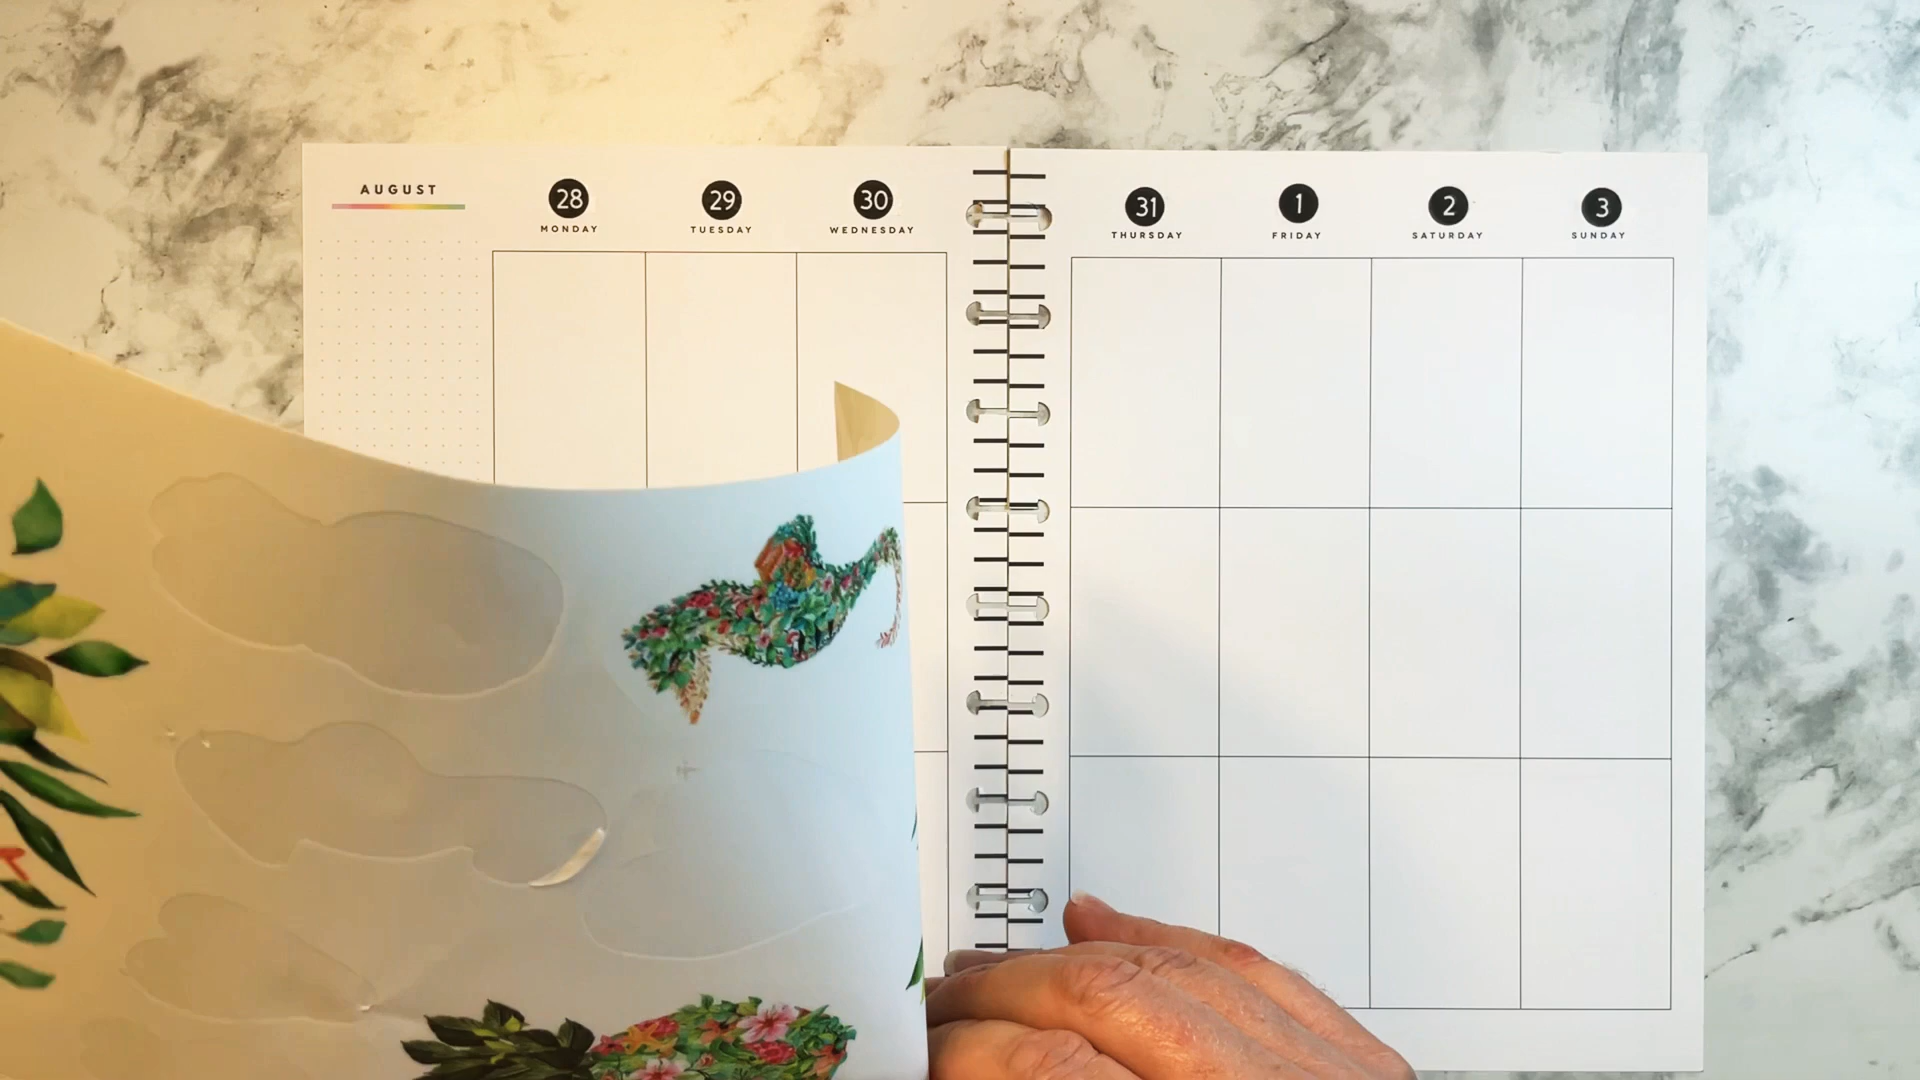 AUGUST
28 29 30 31 1 2 3
MONDAY TUESDAY WEDNESDAY THURSDAY FRIDAY SATURDAY SUNDAY